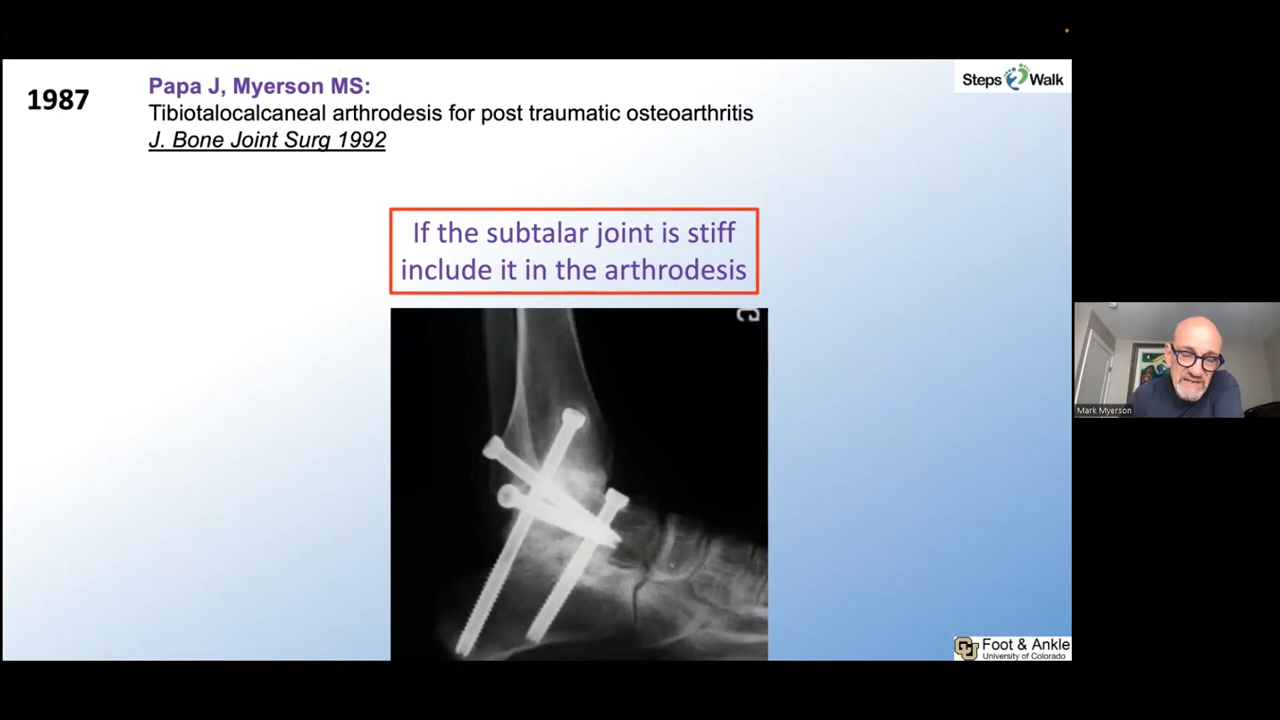 1987
Papa J, Myerson MS:
Tibiotalocalcaneal arthrodesis for post traumatic osteoarthritis
J. Bone Joint Surg 1992
Steps 2 Walk
If the subtalar joint is stiff
include it in the arthrodesis
Mark Myerson
Foot & Ankle
University of Colorado